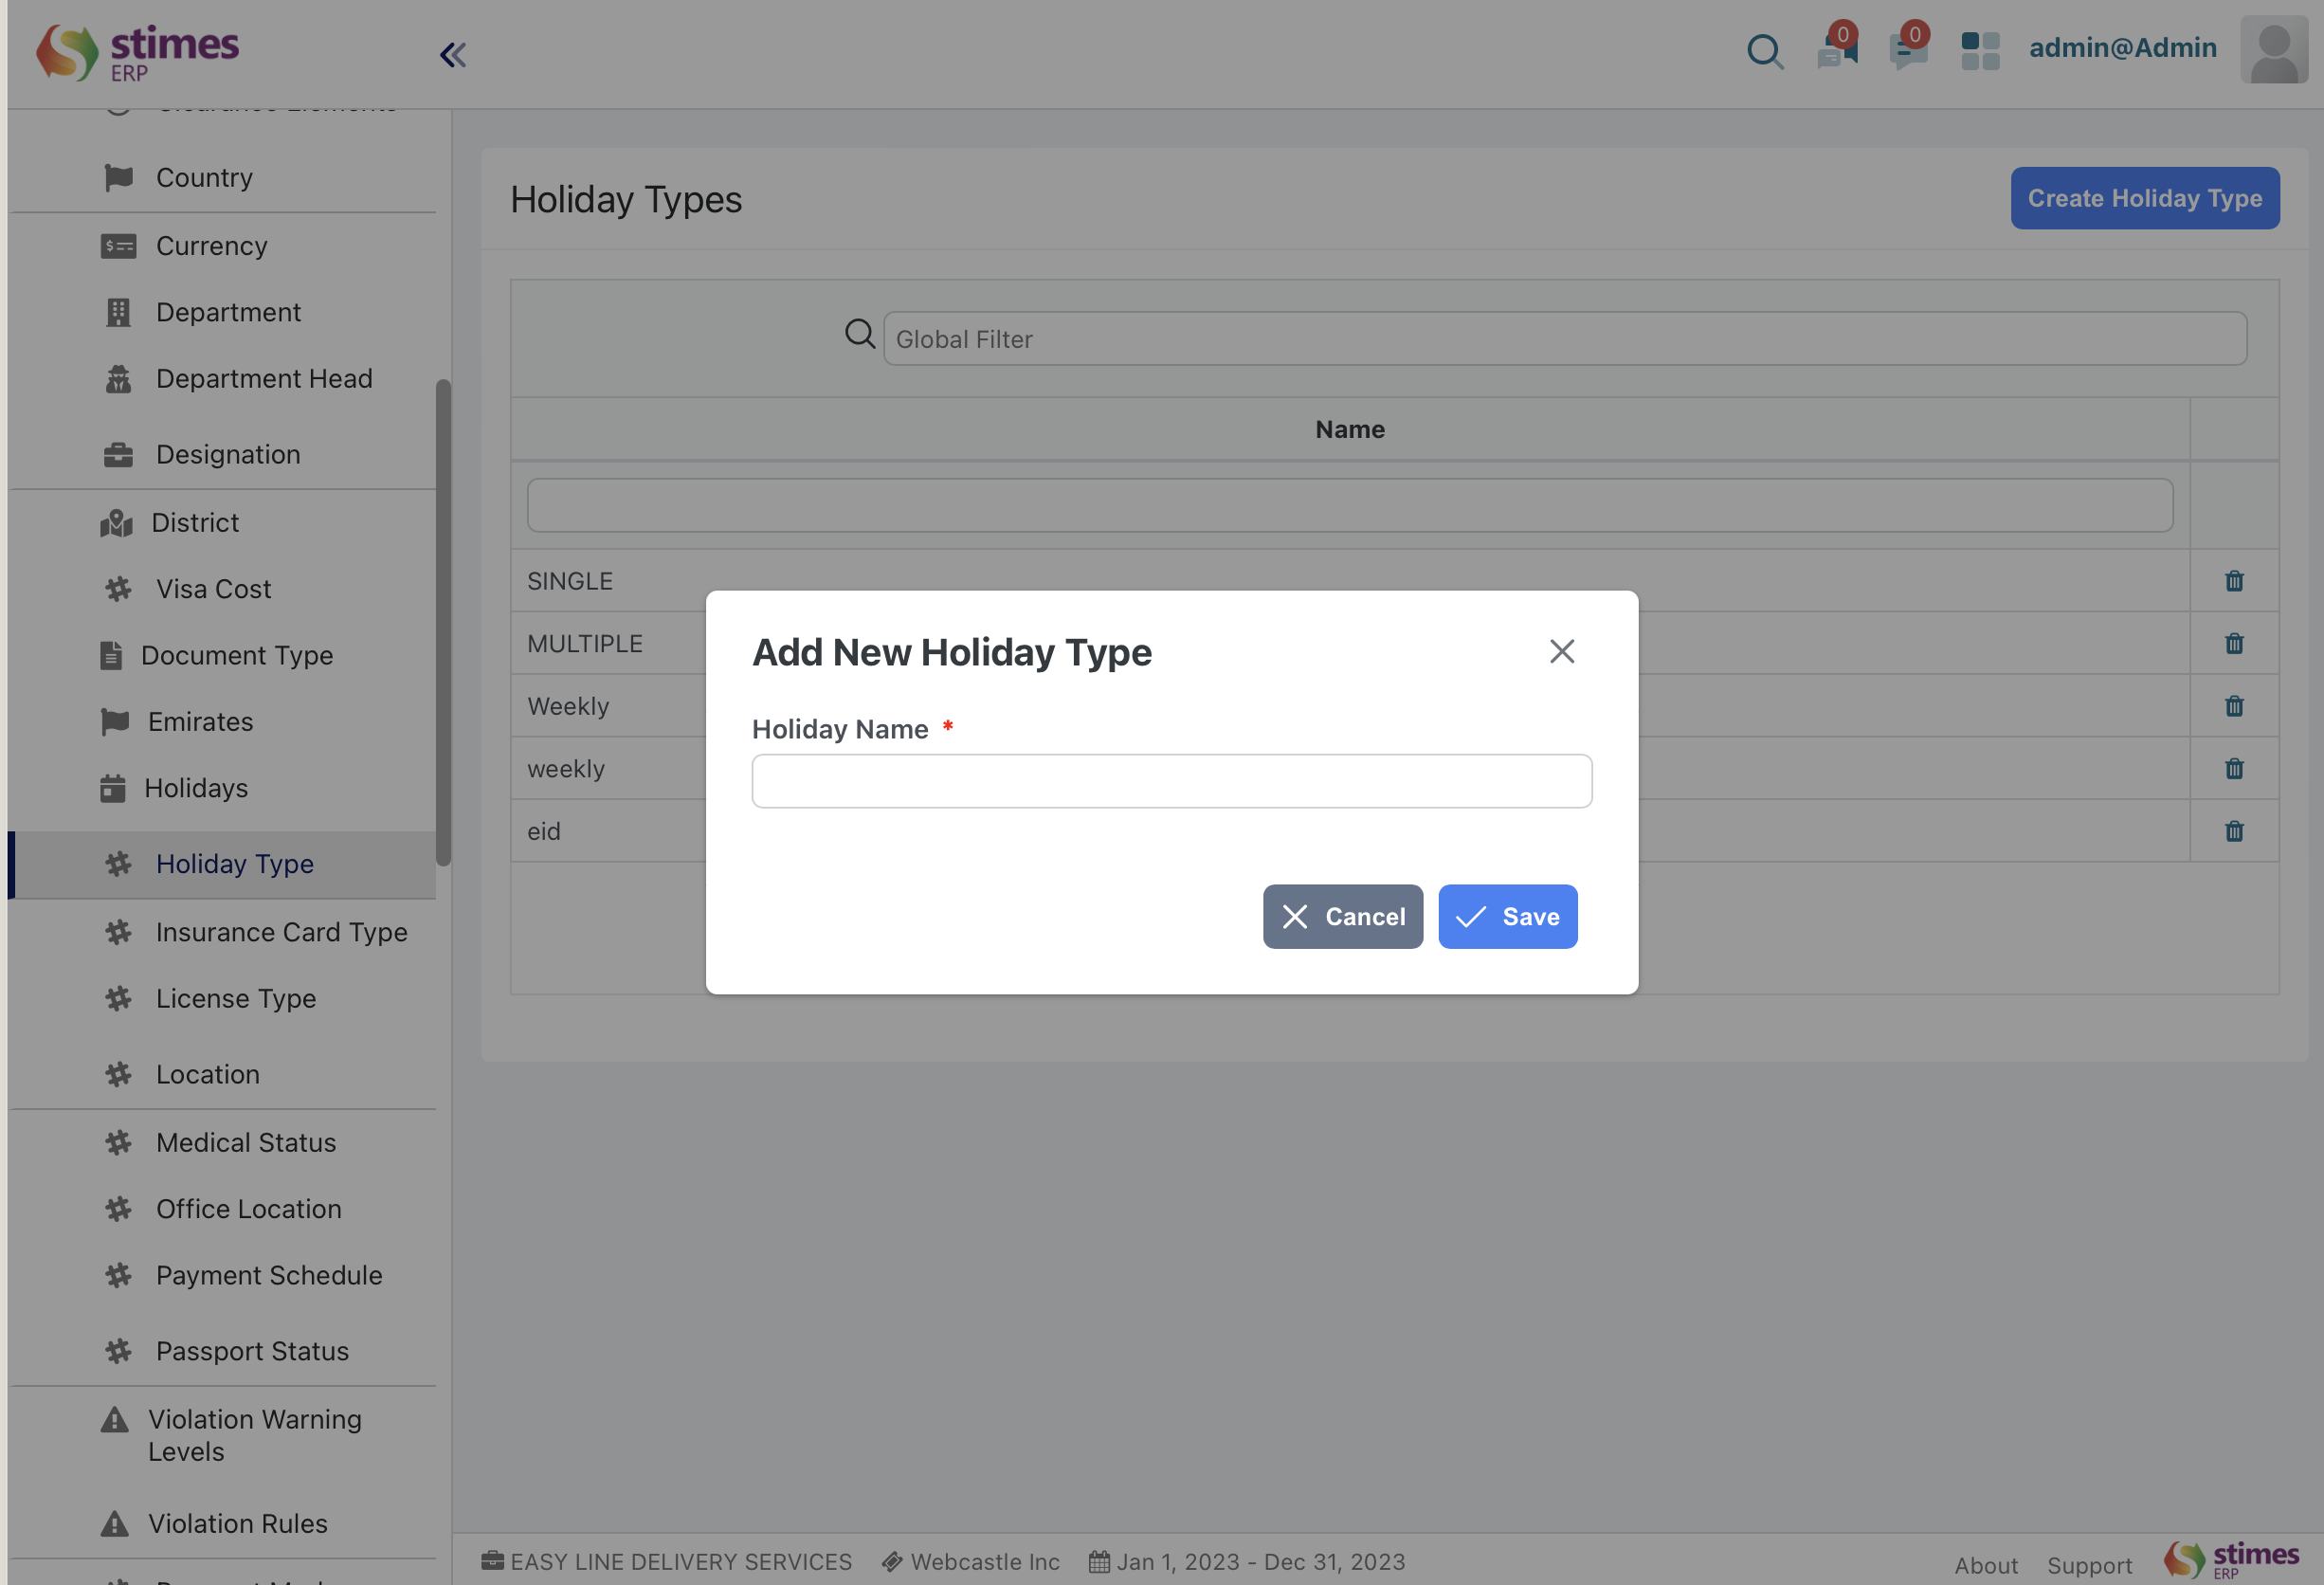 stimes
ERP
0
0
admin@Admin
Clearance Elements
Country
Currency
Department
Department Head
Designation
District
Visa Cost
Document Type
Emirates
Holidays
Holiday Type
Insurance Card Type
License Type
Location
Medical Status
Office Location
Payment Schedule
Passport Status
Violation Warning
Levels
Violation Rules
Holiday Types
Create Holiday Type
Global Filter
Name
SINGLE
MULTIPLE
Weekly
weekly
eid
Add New Holiday Type
Holiday Name *
Cancel
Save
EASY LINE DELIVERY SERVICES
Webcastle Inc
Jan 1, 2023 - Dec 31, 2023
About
Support
stimes
ERP